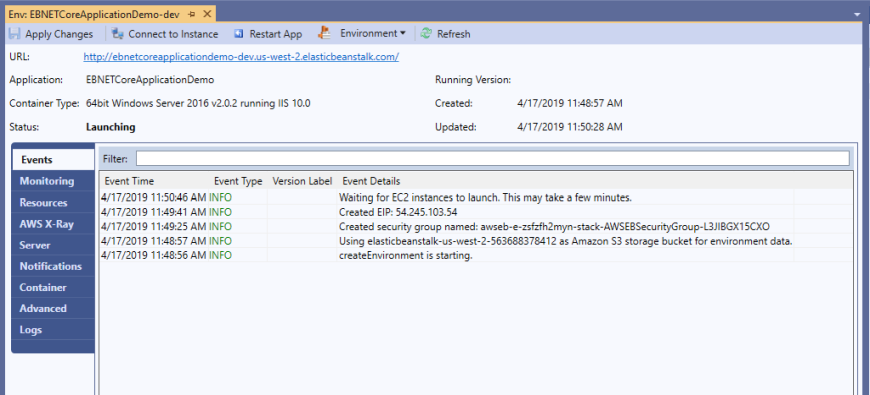 Env: EBNETCoreApplicationDemo-dev
Apply Changes Connect to Instance Restart App Environment Refresh
URL: http://ebnetcoreapplicationdemo-dev.us-west-2.elasticbeanstalk.com/
Application: EBNETCoreApplicationDemo Running Version:
Container Type: 64bit Windows Server 2016 v2.0.2 running IIS 10.0 Created: 4/17/2019 11:48:57 AM
Status: Launching Updated: 4/17/2019 11:50:28 AM
Events
Monitoring
Resources
AWS X-Ray
Server
Notifications
Container
Advanced
Logs
Filter:
Event Time Event Type Version Label Event Details
4/17/2019 11:50:46 AM INFO Waiting for EC2 instances to launch. This may take a few minutes.
4/17/2019 11:49:41 AM INFO Created EIP: 54.245.103.54
4/17/2019 11:49:25 AM INFO Created security group named: awseb-e-zsfzfh2myn-stack-AWSEBSecurityGroup-L3JIBGX15CXO
4/17/2019 11:48:57 AM INFO Using elasticbeanstalk-us-west-2-563688378412 as Amazon S3 storage bucket for environment data.
4/17/2019 11:48:56 AM INFO createEnvironment is starting.